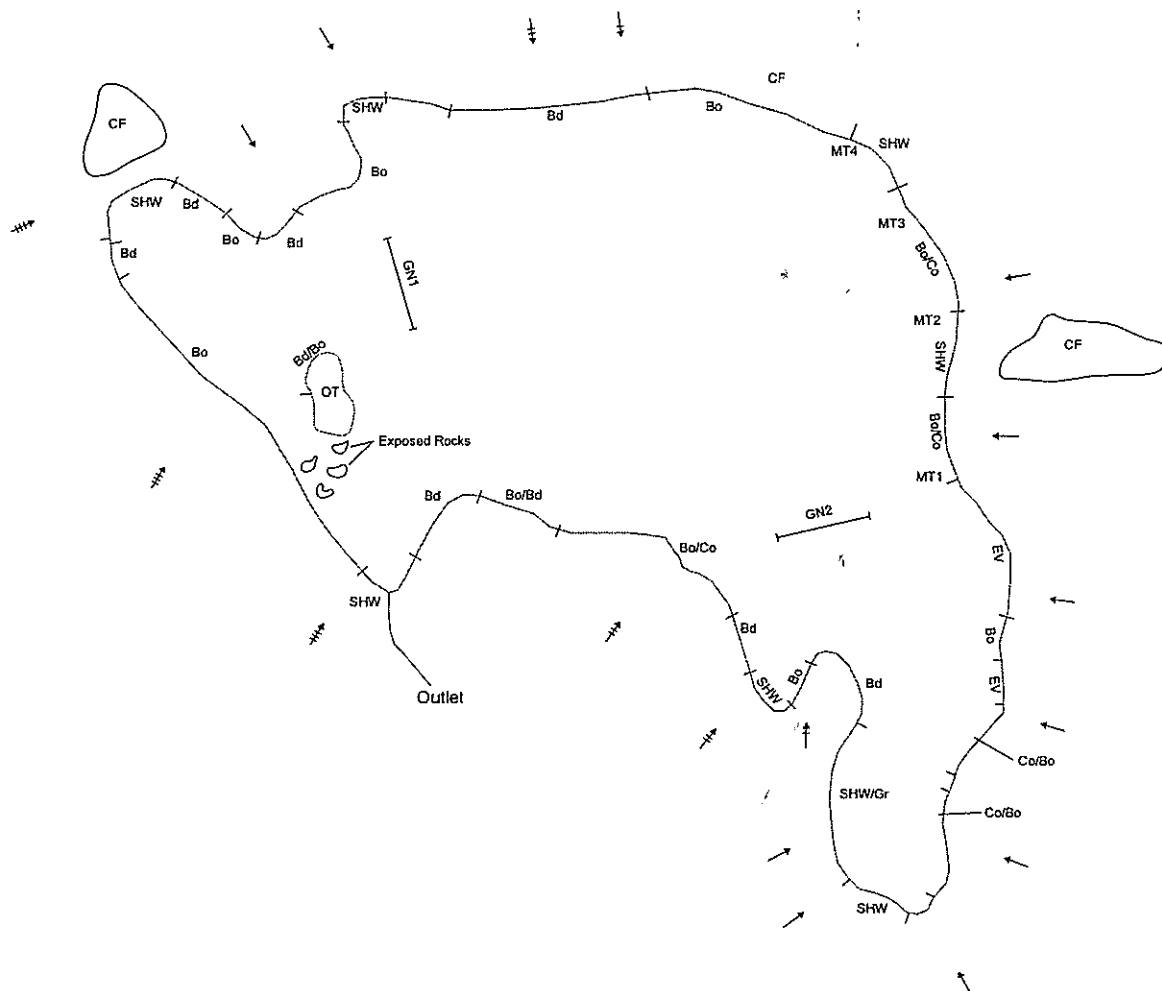 CF
SHW
Bd
Bo
CF
MT4
SHW
Bo
SHW
Bd
Bo
Bd
MT3
Bd
Bo/Co
GN1
MT2
Bo
Bd/Bo
SHW
CF
OT
Bo/Co
Exposed Rocks
MT1
Bd
Bo/Bd
GN2
Bo/Co
EV
SHW
Bd
Bo
SHW
Bo
Bd
EV
Outlet
Co/Bo
SHW/Gr
Co/Bo
SHW